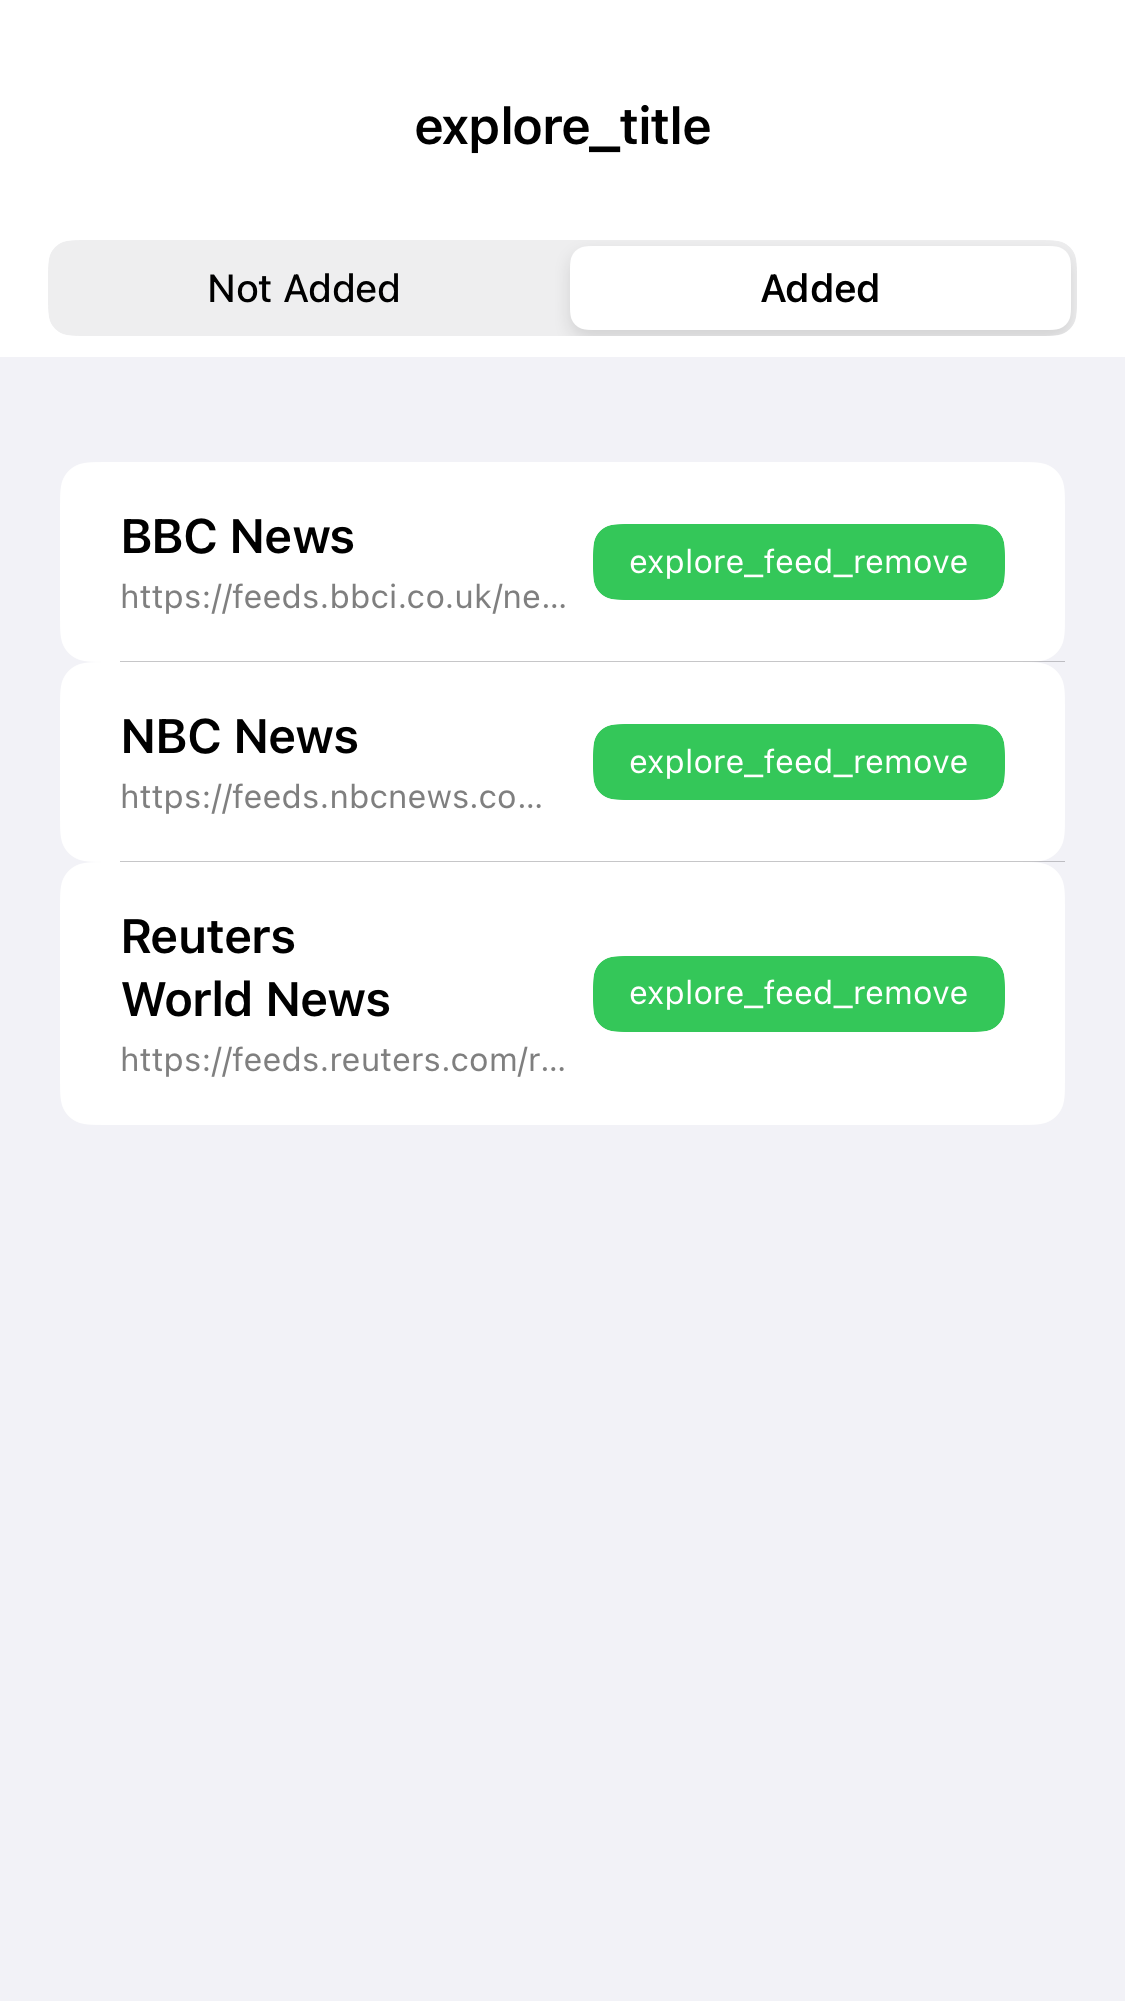 explore_title
Not Added
Added
BBC News
https://feeds.bbci.co.uk/ne...
explore_feed_remove
NBC News
https://feeds.nbcnews.co...
explore_feed_remove
Reuters
World News
https://feeds.reuters.com/r...
explore_feed_remove